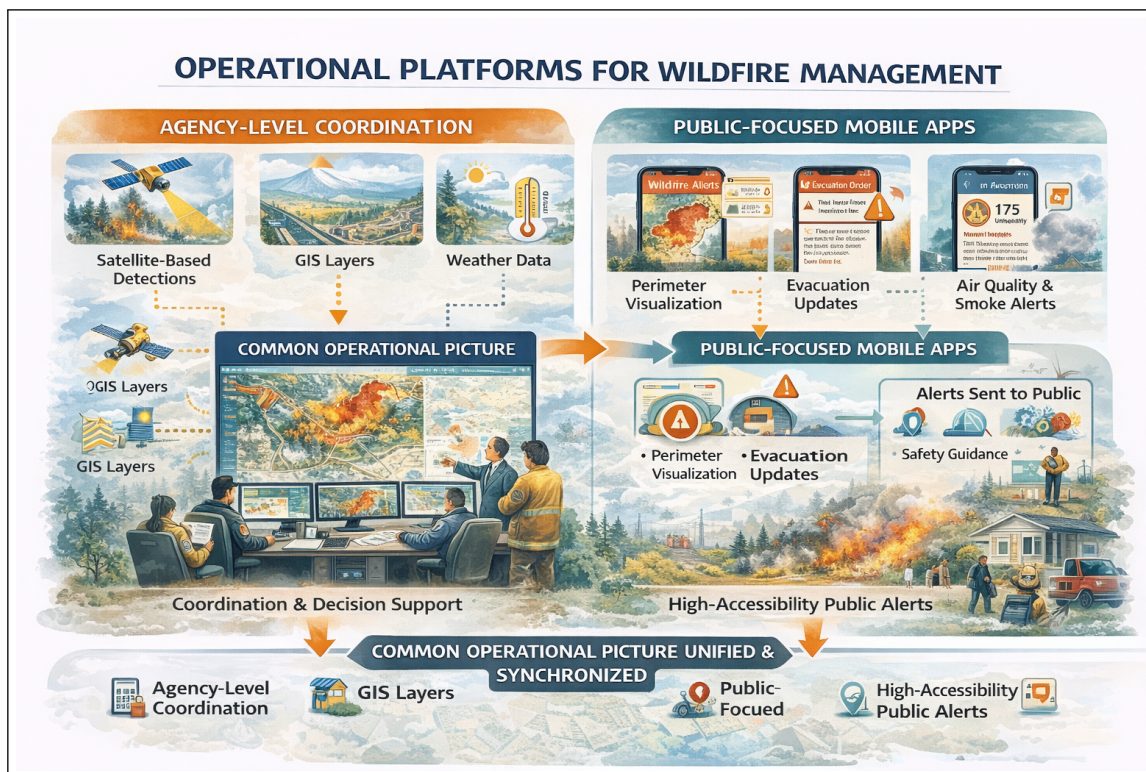 OPERATIONAL PLATFORMS FOR WILDFIRE MANAGEMENT
AGENCY-LEVEL COORDINATION
Satellite-Based
Detections
GIS Layers
Weather Data
QGIS Layers
GIS Layers
COMMON OPERATIONAL PICTURE
Coordination & Decision Support
PUBLIC-FOCUSED MOBILE APPS
Wildfire Alerts
Evacuation Order
175
Perimeter
Visualization
Evacuation
Updates
Air Quality &
Smoke Alerts
PUBLIC-FOCUSED MOBILE APPS
• Perimeter
Visualization
• Evacuation
Updates
Alerts Sent to Public
• Safety Guidance
High-Accessibility Public Alerts
COMMON OPERATIONAL PICTURE UNIFIED &
SYNCHRONIZED
Agency-Level
Coordination
GIS Layers
Public-
Focued
High-Accessibility
Public Alerts